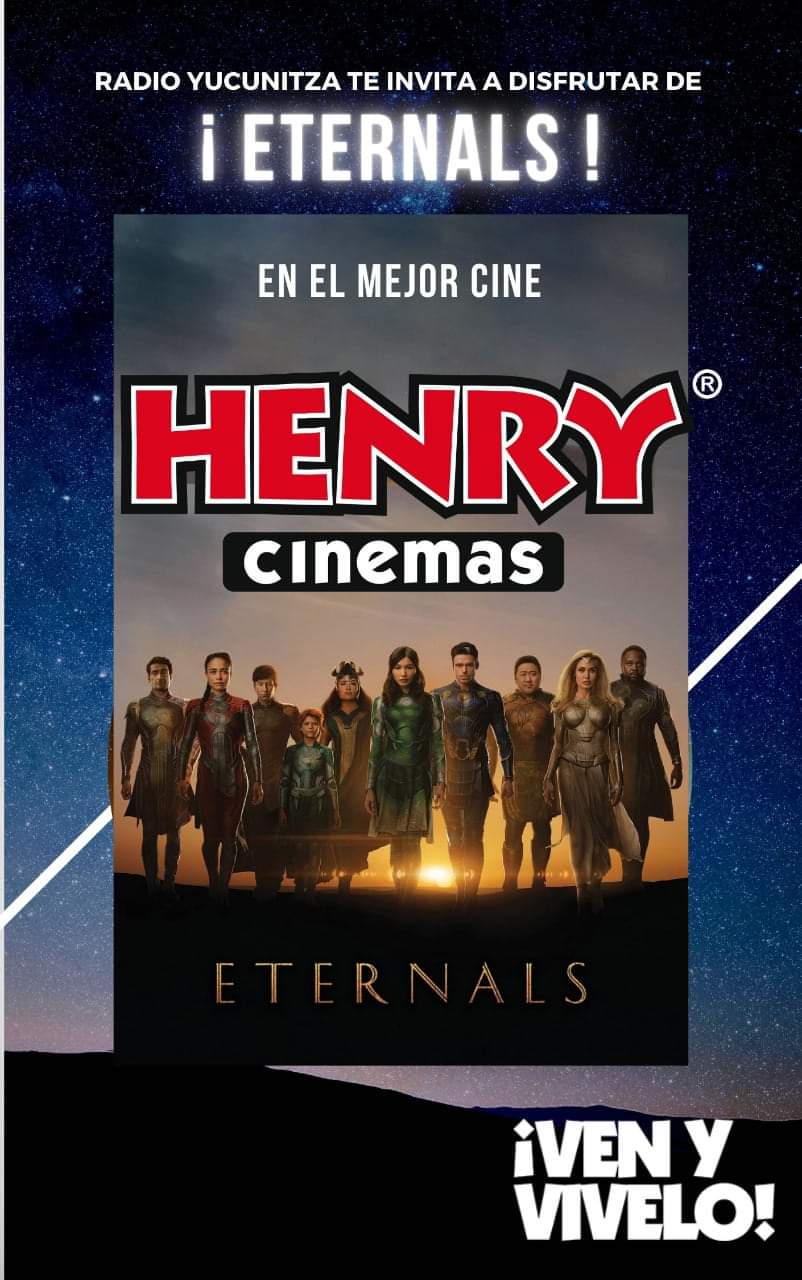 RADIO YUCUNITZA TE INVITA A DISFRUTAR DE
¡ ETERNALS !
EN EL MEJOR CINE
HENRY ®
cinemas
ETERNALS
¡VEN Y
VIVELO!